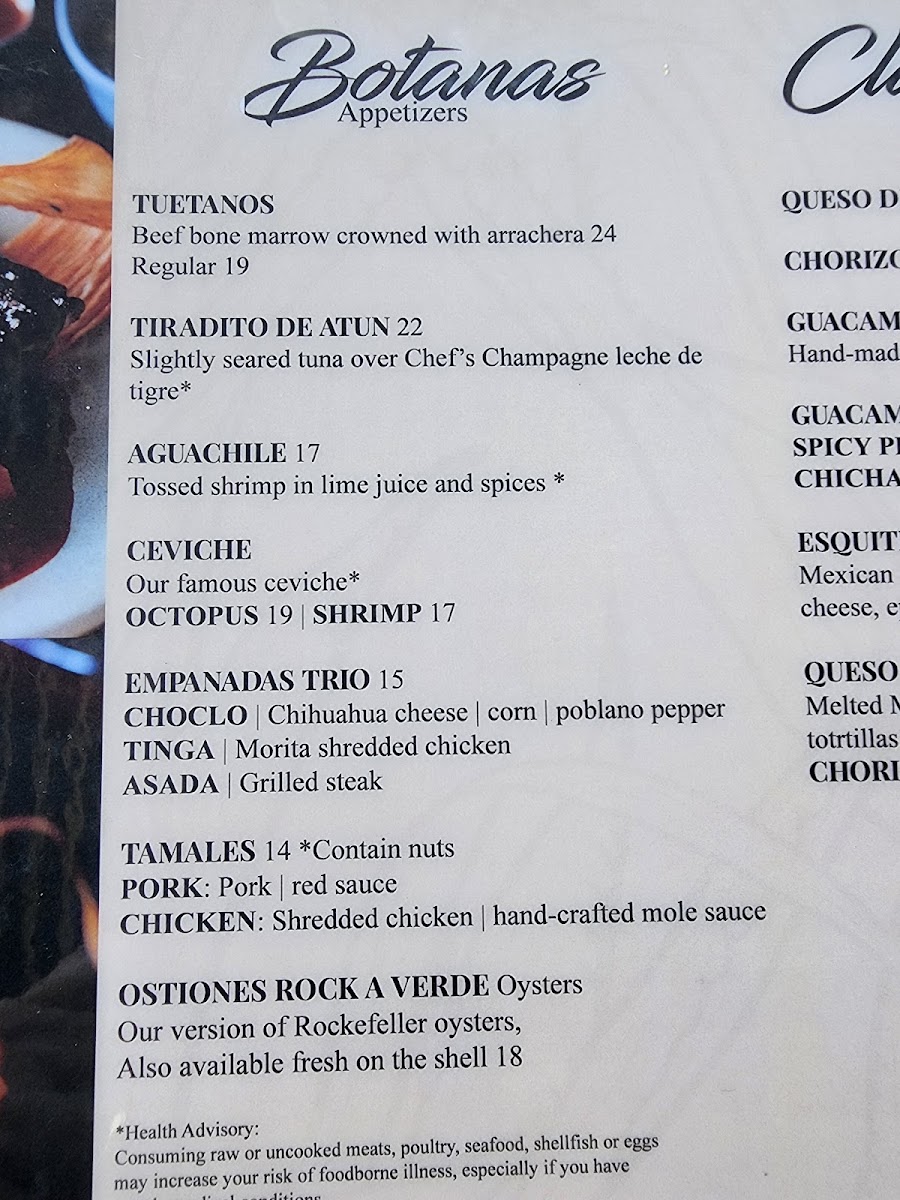 Botanas
Appetizers
TUETANOS
Beef bone marrow crowned with arrachera 24
Regular 19
TIRADITO DE ATUN 22
Slightly seared tuna over Chef's Champagne leche de
tigre*
AGUACHILE 17
Tossed shrimp in lime juice and spices *
CEVICHE
Our famous ceviche*
OCTOPUS 19 | SHRIMP 17
EMPANADAS TRIO 15
CHOCLO | Chihuahua cheese | corn | poblano pepper
TINGA | Morita shredded chicken
ASADA | Grilled steak
TAMALES 14 *Contain nuts
PORK: Pork | red sauce
CHICKEN: Shredded chicken | hand-crafted mole sauce
OSTIONES ROCK A VERDE Oysters
Our version of Rockefeller oysters,
Also available fresh on the shell 18
*Health Advisory:
Consuming raw or uncooked meats, poultry, seafood, shellfish or eggs
may increase your risk of foodborne illness, especially if you have
conditions
QUESO
Hand-mad
SPICY
Mexican
cheese,
QUESO
Melted
totrtillas